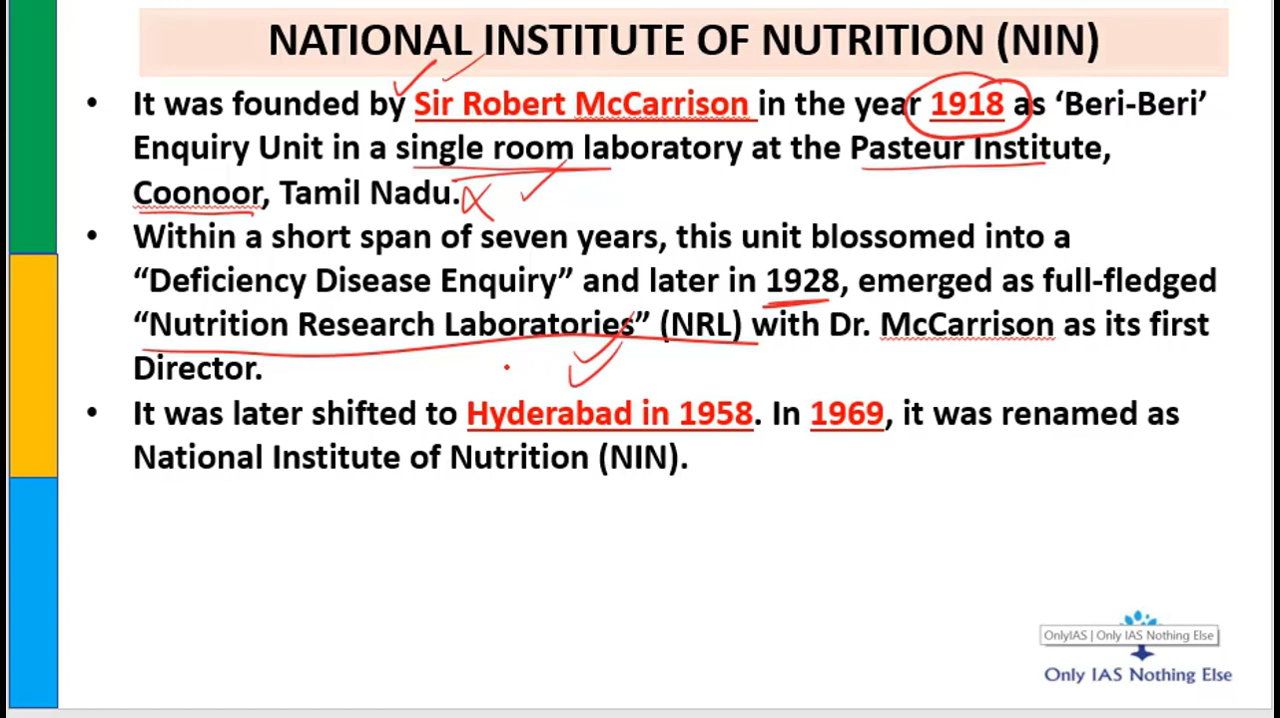 NATIONAL INSTITUTE OF NUTRITION (NIN)
• It was founded by Sir Robert McCarrison in the year 1918 as ‘Beri-Beri’
Enquiry Unit in a single room laboratory at the Pasteur Institute,
Coonoor, Tamil Nadu.
• Within a short span of seven years, this unit blossomed into a
“Deficiency Disease Enquiry” and later in 1928, emerged as full-fledged
“Nutrition Research Laboratories” (NRL) with Dr. McCarrison as its first
Director.
• It was later shifted to Hyderabad in 1958. In 1969, it was renamed as
National Institute of Nutrition (NIN).
OnlyIAS | Only IAS Nothing Else
Only IAS Nothing Else